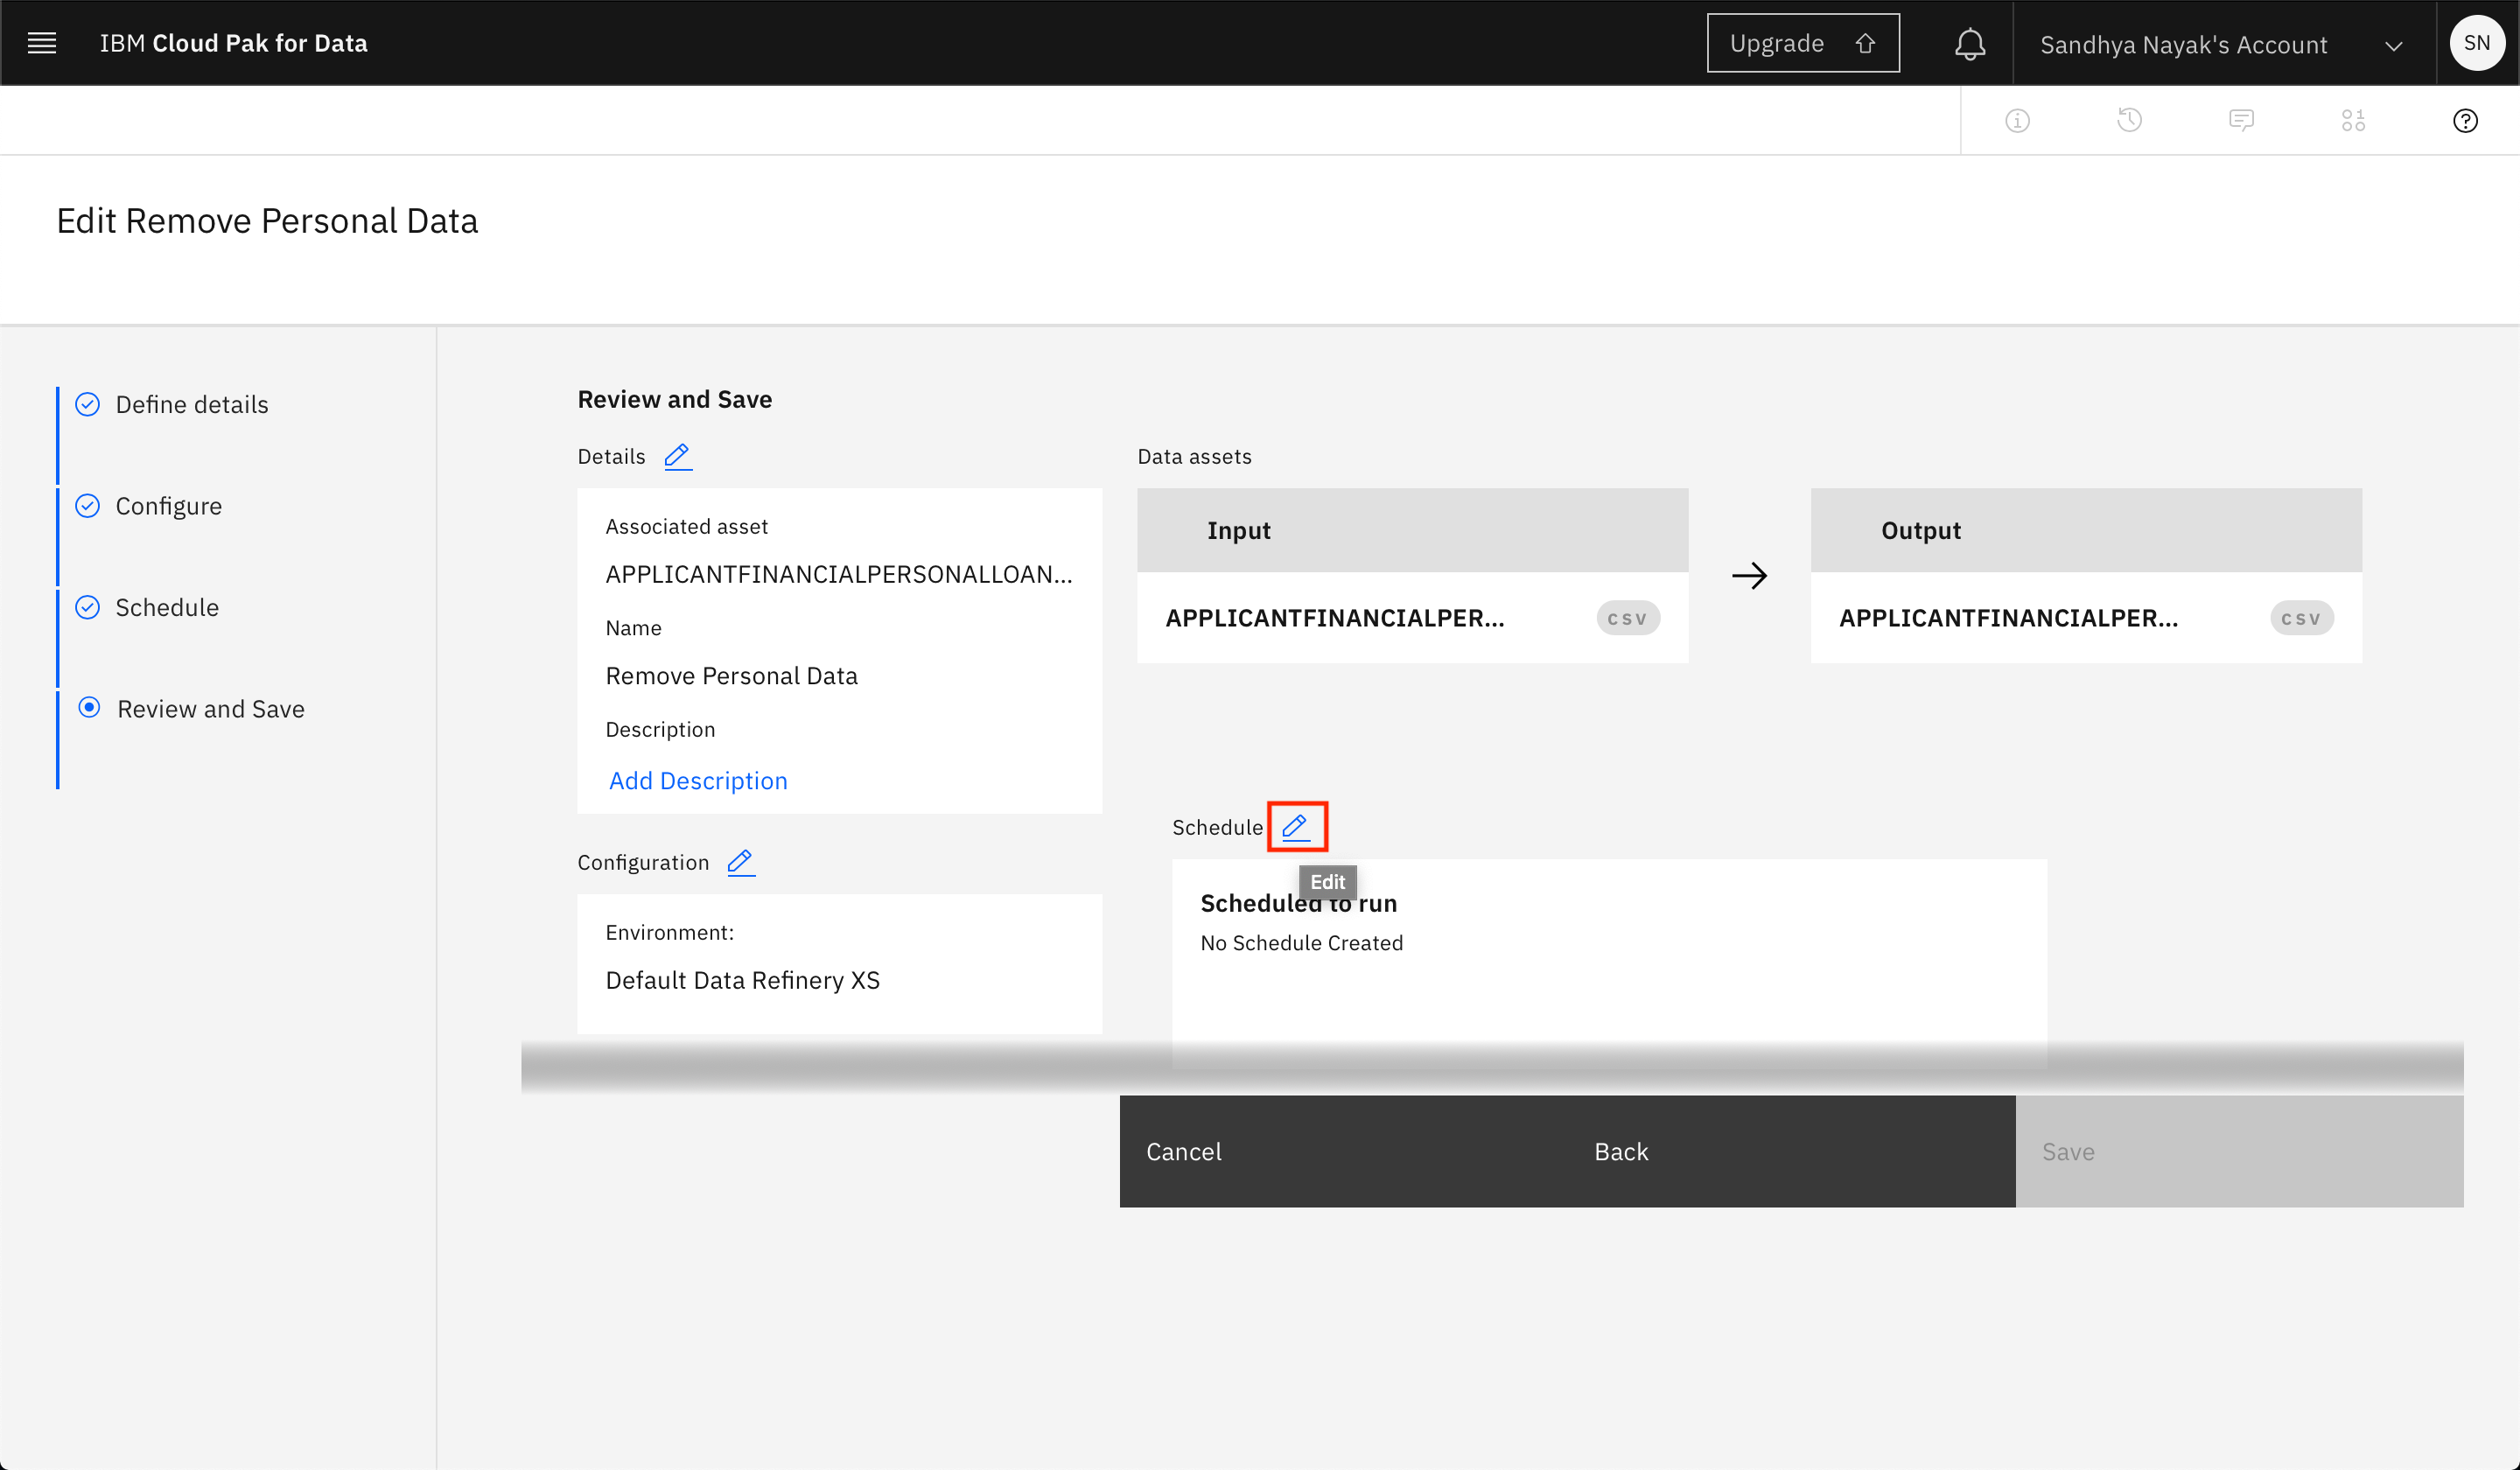 IBM Cloud Pak for Data
Upgrade
Sandhya Nayak's Account
SN
Edit Remove Personal Data
Define details
Configure
Schedule
Review and Save
Review and Save
Details
Associated asset
APPLICANTFINANCIALPERSONALLOAN...
Name
Remove Personal Data
Description
Add Description
Configuration
Environment:
Default Data Refinery XS
Data assets
Input
APPLICANTFINANCIALPER...
CSV
Output
APPLICANTFINANCIALPER...
CSV
Schedule
Edit
Scheduled to run
No Schedule Created
Cancel
Back
Save